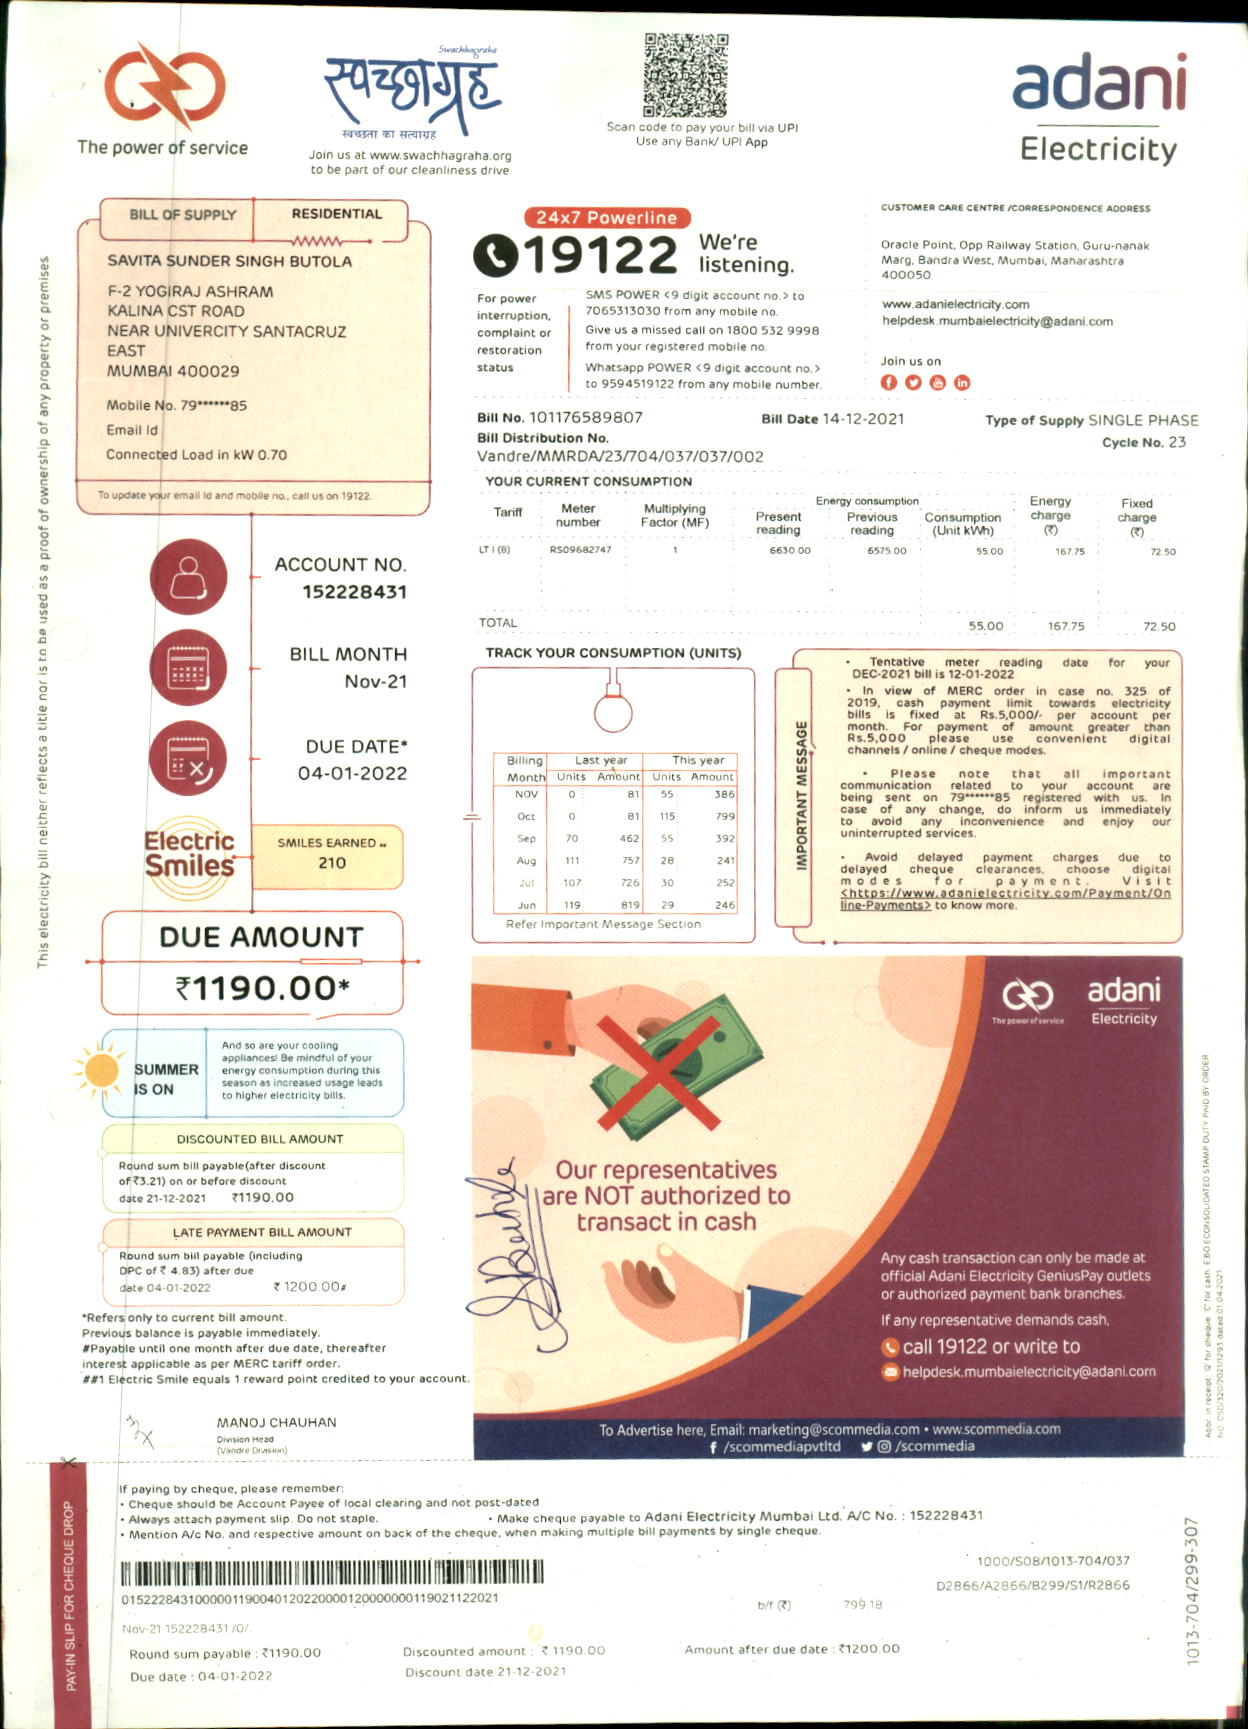 The power of service
Swachhagraha
स्वच्छाग्रह
स्वच्छता का सत्याग्रह
Join us at www.swachhagraha.org
to be part of our cleanliness drive
Scan code to pay your bill via UPI
Use any Bank/ UPI App
adani
Electricity
BILL OF SUPPLY RESIDENTIAL
SAVITA SUNDER SINGH BUTOLA
F-2 YOGIRAJ ASHRAM
KALINA CST ROAD
NEAR UNIVERCITY SANTACRUZ
EAST
MUMBAI 400029
Mobile No. 79******85
Email Id
Connected Load in kW 0.70
To update your email Id and mobile no., call us on 19122.
24x7 Powerline
19122 We're
listening.
For power
interruption,
complaint or
restoration
status
SMS POWER <9 digit account no.> to
7065313030 from any mobile no.
Give us a missed call on 1800 532 9998
from your registered mobile no.
Whatsapp POWER <9 digit account no.>
to 9594519122 from any mobile number.
CUSTOMER CARE CENTRE /CORRESPONDENCE ADDRESS
Oracle Point, Opp Railway Station, Guru-nanak
Marg, Bandra West, Mumbai, Maharashtra
400050
www.adanielectricity.com
helpdesk.mumbaielectricity@adani.com
Join us on
Bill No. 101176589807 Bill Date 14-12-2021 Type of Supply SINGLE PHASE
Bill Distribution No. Cycle No. 23
Vandre/MMRDA/23/704/037/037/002
YOUR CURRENT CONSUMPTION
Tariff Meter number Multiplying Factor (MF) Energy consumption Present reading Previous reading Consumption (Unit kWh) Energy charge (₹) Fixed charge (₹)
LT I (B) RS09682747 1 6630.00 6575.00 55.00 167.75 72.50
TOTAL 55.00 167.75 72.50
This electricity bill neither reflects a title nor is to be used as a proof of ownership of any property or premises.
ACCOUNT NO.
152228431
BILL MONTH
Nov-21
DUE DATE*
04-01-2022
Electric
Smiles
SMILES EARNED ##
210
DUE AMOUNT
₹1190.00*
SUMMER
IS ON
And so are your cooling
appliances! Be mindful of your
energy consumption during this
season as increased usage leads
to higher electricity bills.
DISCOUNTED BILL AMOUNT
Round sum bill payable(after discount
of ₹3.21) on or before discount
date 21-12-2021 ₹1190.00
LATE PAYMENT BILL AMOUNT
Round sum bill payable (including
DPC of ₹ 4.83) after due
date 04-01-2022 ₹ 1200.00#
*Refers only to current bill amount.
Previous balance is payable immediately.
#Payable until one month after due date, thereafter
interest applicable as per MERC tariff order.
##1 Electric Smile equals 1 reward point credited to your account.
MANOJ CHAUHAN
Division Head
(Vandre Division)
TRACK YOUR CONSUMPTION (UNITS)
Billing Last year This year
Month Units Amount Units Amount
NOV 0 81 55 386
Oct 0 81 115 799
Sep 70 462 55 392
Aug 111 757 28 241
Jul 107 726 30 252
Jun 119 819 29 246
Refer Important Message Section
IMPORTANT MESSAGE
• Tentative meter reading date for your
DEC-2021 bill is 12-01-2022
• In view of MERC order in case no. 325 of
2019, cash payment limit towards electricity
bills is fixed at Rs.5,000/- per account per
month. For payment of amount greater than
Rs.5,000 please use convenient digital
channels / online / cheque modes.
• Please note that all important
communication related to your account are
being sent on 79******85 registered with us. In
case of any change, do inform us immediately
to avoid any inconvenience and enjoy our
uninterrupted services.
• Avoid delayed payment charges due to
delayed cheque clearances, choose digital
modes for payment. Visit
<https://www.adanielectricity.com/Payment/On
line-Payments> to know more.
The power of service
adani
Electricity
Our representatives
are NOT authorized to
transact in cash
Any cash transaction can only be made at
official Adani Electricity GeniusPay outlets
or authorized payment bank branches.
If any representative demands cash,
call 19122 or write to
helpdesk.mumbaielectricity@adani.com
To Advertise here, Email: marketing@scommedia.com • www.scommedia.com
/scommediapvtltd /scommedia
Abbr. in receipt: 'Q' for cheque, 'C' for cash. E.BO.ECONSOLIDATED STAMP DUTY PAID BY ORDER
NO. CSD/320/2021/1293 dated 01.04.2021.
PAY-IN SLIP FOR CHEQUE DROP
If paying by cheque, please remember:
• Cheque should be Account Payee of local clearing and not post-dated
• Always attach payment slip. Do not staple. • Make cheque payable to Adani Electricity Mumbai Ltd. A/C No. : 152228431
• Mention A/c No. and respective amount on back of the cheque, when making multiple bill payments by single cheque.
1000/S08/1013-704/037
D2866/A2866/B299/S1/R2866
b/f (₹) 799.18
Nov-21 152228431 /0/
Round sum payable : ₹1190.00 Discounted amount : ₹ 1190.00 Amount after due date : ₹1200.00
Due date : 04-01-2022 Discount date 21-12-2021
1013-704/299-307